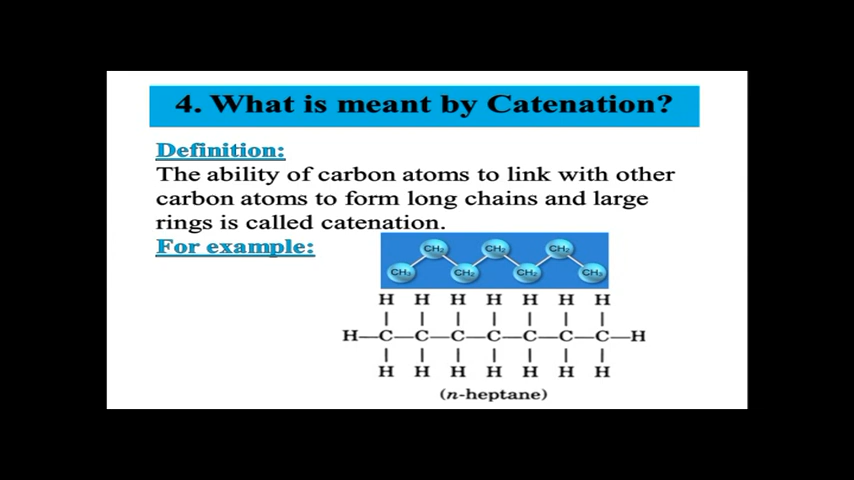 4. What is meant by Catenation?
Definition:
The ability of carbon atoms to link with other
carbon atoms to form long chains and large
rings is called catenation.
For example:
CH₂ CH₂ CH₂
CH₃ CH₂ CH₂ CH₃
H H H H H H H
H—C—C—C—C—C—C—C—H
H H H H H H H
(n-heptane)